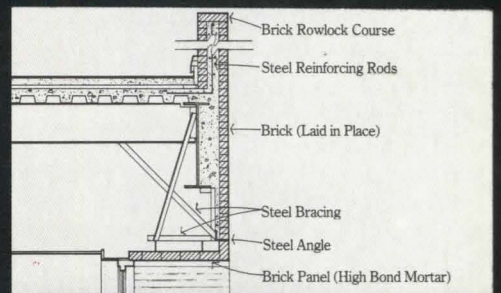 Brick Rowlock Course
Steel Reinforcing Rods
Brick (Laid in Place)
Steel Bracing
Steel Angle
Brick Panel (High Bond Mortar)